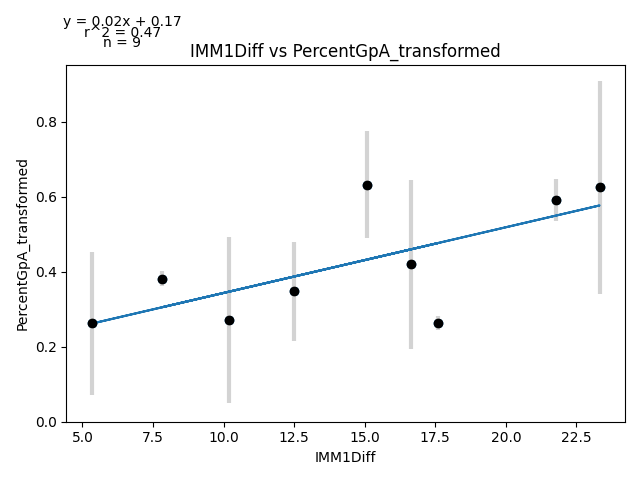 y = 0.02x + 0.17
r^2 = 0.47
n = 9
IMM1Diff vs PercentGpA_transformed
PercentGpA_transformed
0.8
0.6
0.4
0.2
0.0
5.0 7.5 10.0 12.5 15.0 17.5 20.0 22.5
IMM1Diff